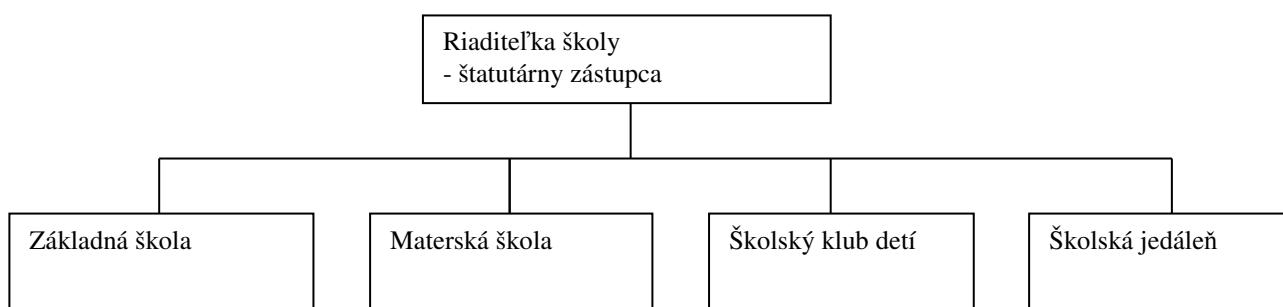 Riaditeľka školy
- štatutárny zástupca
Základná škola
Materská škola
Školský klub detí
Školská jedáleň